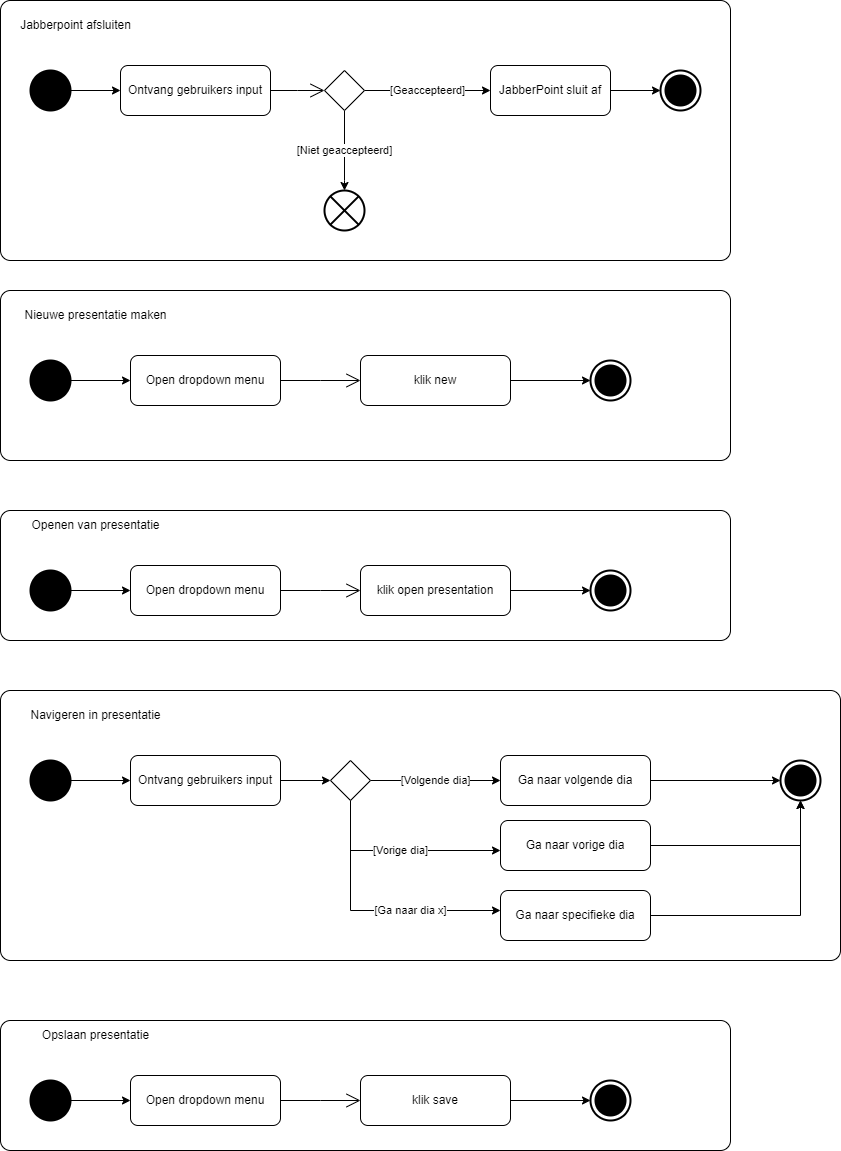 Jabberpoint afsluiten
Ontvang gebruikers input
[Geaccepteerd]
JabberPoint sluit af
[Niet geaccepteerd]
Nieuwe presentatie maken
Open dropdown menu
klik new
Openen van presentatie
Open dropdown menu
klik open presentation
Navigeren in presentatie
Ontvang gebruikers input
[Volgende dia]
Ga naar volgende dia
[Vorige dia]
Ga naar vorige dia
[Ga naar dia x]
Ga naar specifieke dia
Opslaan presentatie
Open dropdown menu
klik save